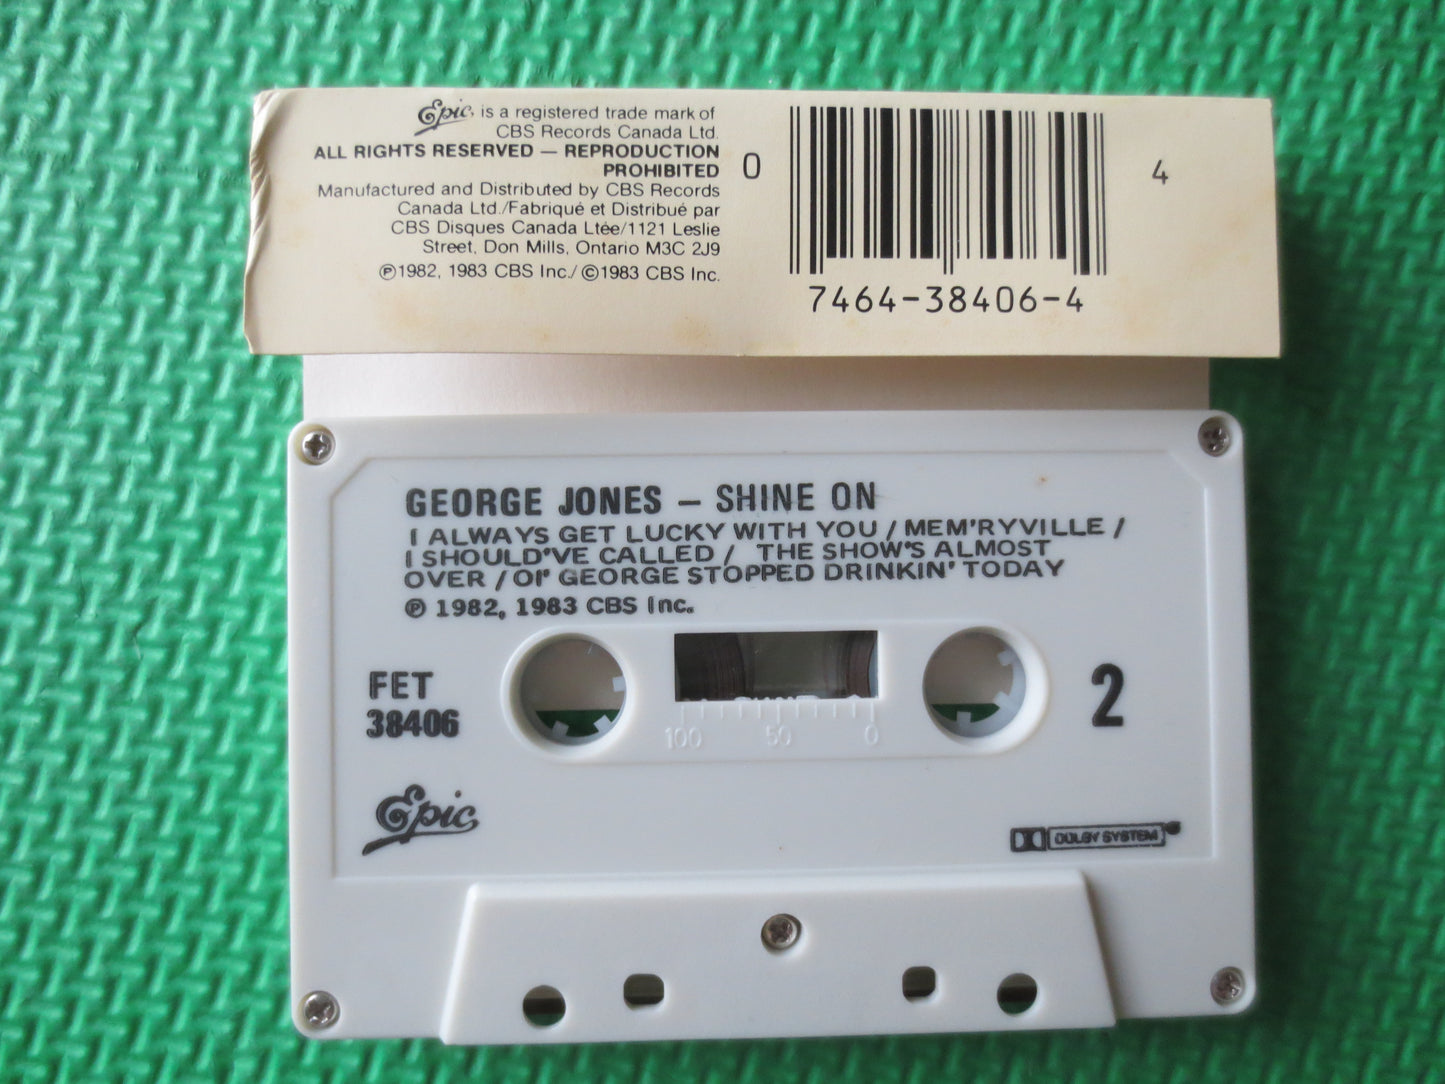 Epic, is a registered trade mark of
CBS Records Canada Ltd.
ALL RIGHTS RESERVED — REPRODUCTION
PROHIBITED
Manufactured and Distributed by CBS Records
Canada Ltd./Fabriqué et Distribué par
CBS Disques Canada Ltée/1121 Leslie
Street, Don Mills, Ontario M3C 2J9
℗1982, 1983 CBS Inc./ ©1983 CBS Inc.
0
4
7464-38406-4
GEORGE JONES – SHINE ON
I ALWAYS GET LUCKY WITH YOU / MEM'RYVILLE /
I SHOULD'VE CALLED / THE SHOW'S ALMOST
OVER / Ol' GEORGE STOPPED DRINKIN' TODAY
℗ 1982, 1983 CBS Inc.
FET
38406
2
100 50 0
Epic
DOLBY SYSTEM